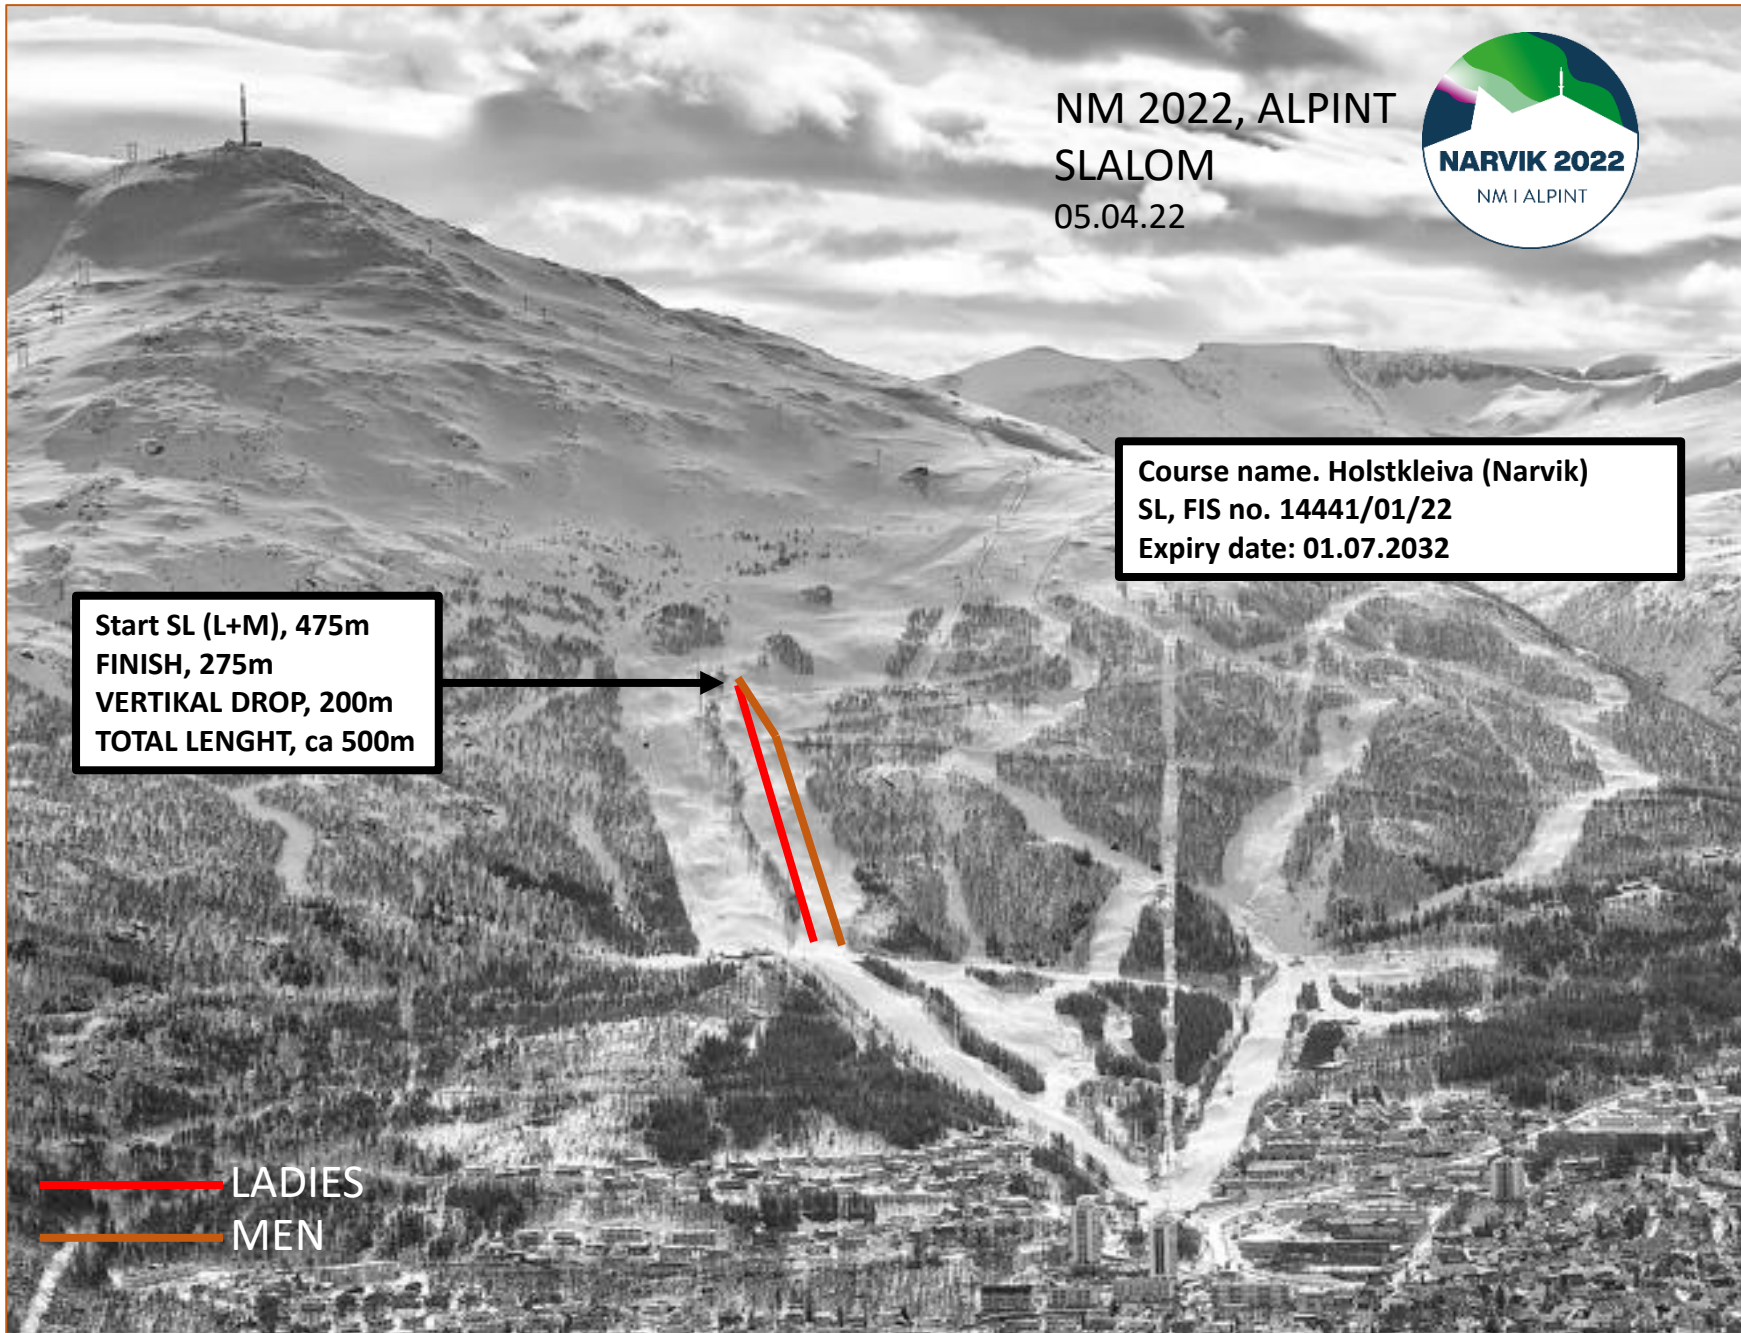 NM 2022, ALPINT
SLALOM
05.04.22
NARVIK 2022
NM I ALPINT
Course name. Holstkleiva (Narvik)
SL, FIS no. 14441/01/22
Expiry date: 01.07.2032
Start SL (L+M), 475m
FINISH, 275m
VERTIKAL DROP, 200m
TOTAL LENGHT, ca 500m
LADIES
MEN